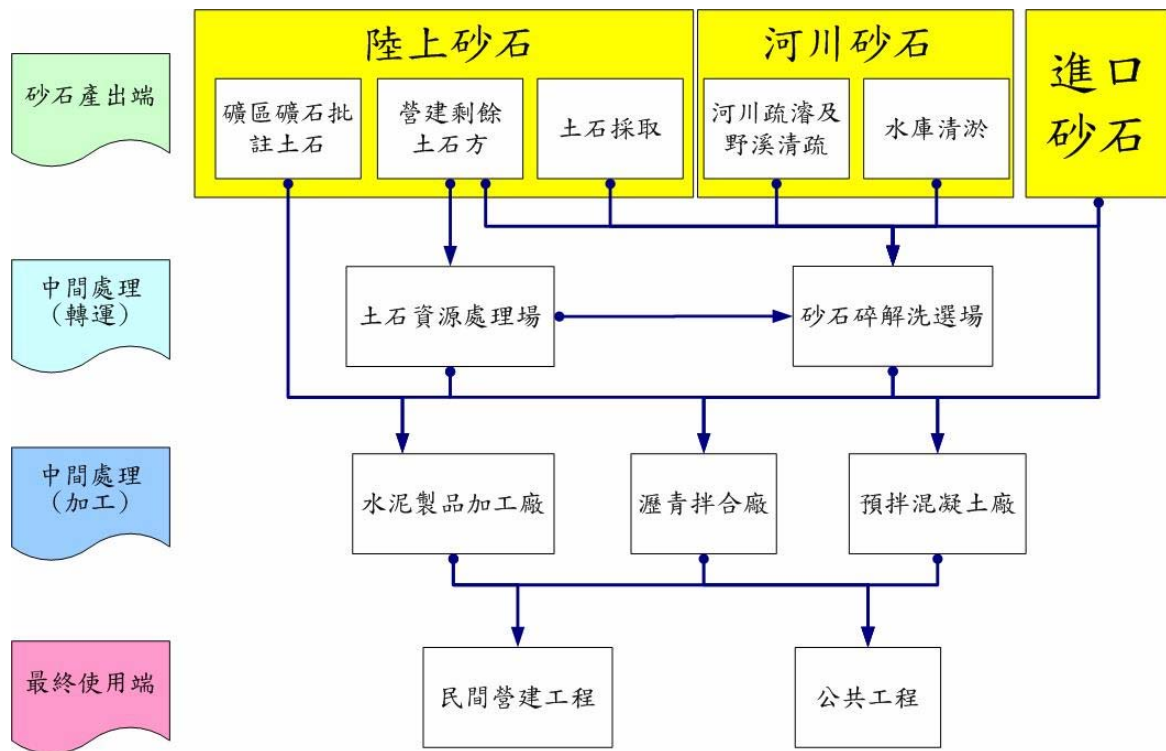 陸上砂石
河川砂石
進口
砂石
砂石產出端
礦區礦石批
註土石
營建剩餘
土石方
土石採取
河川疏濬及
野溪清疏
水庫清淤
中間處理
(轉運)
土石資源處理場
砂石碎解洗選場
中間處理
(加工)
水泥製品加工廠
瀝青拌合廠
預拌混凝土廠
最終使用端
民間營建工程
公共工程